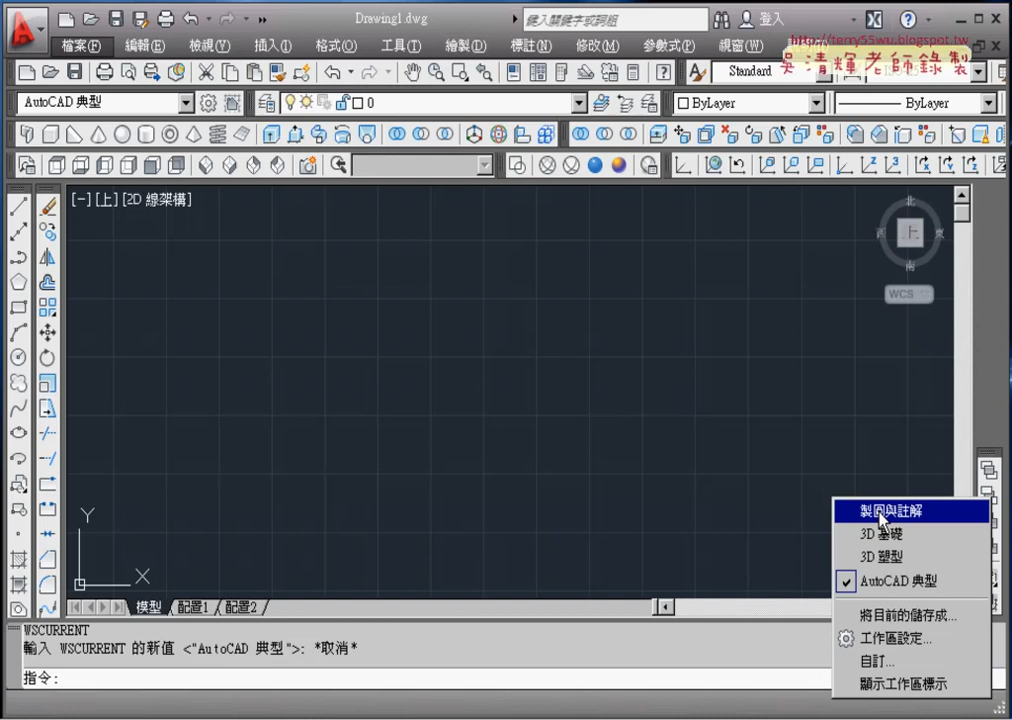 Drawing1.dwg
鍵入關鍵字或詞組
登入
http://terry55wu.blogspot.tw
吳清輝老師錄製
檔案(F) 編輯(E) 檢視(V) 插入(I) 格式(O) 工具(T) 繪製(D) 標註(N) 修改(M) 參數式(P) 視窗(W)
Standard
AutoCAD 典型
0
ByLayer
ByLayer
[−][上][2D 線架構]
北
西
上
東
南
WCS
Y
X
模型 配置1 配置2
製圖與註解
3D 基礎
3D 塑型
AutoCAD 典型
將目前的儲存成...
工作區設定...
自訂...
顯示工作區標示
WSCURRENT
輸入 WSCURRENT 的新值 <"AutoCAD 典型">: *取消*
指令: